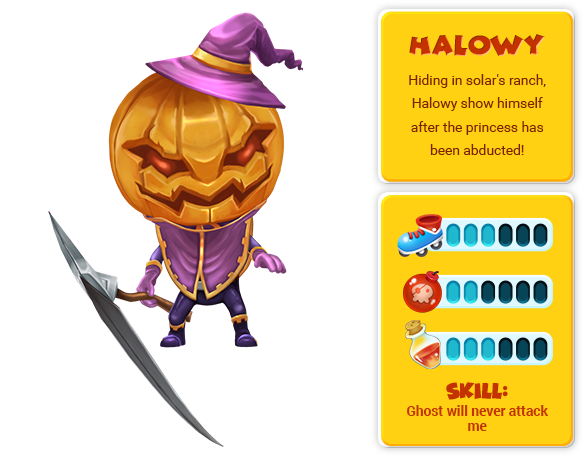 HALOWY
Hiding in solar's ranch,
Halowy show himself
after the princess has
been abducted!
SKILL:
Ghost will never attack
me